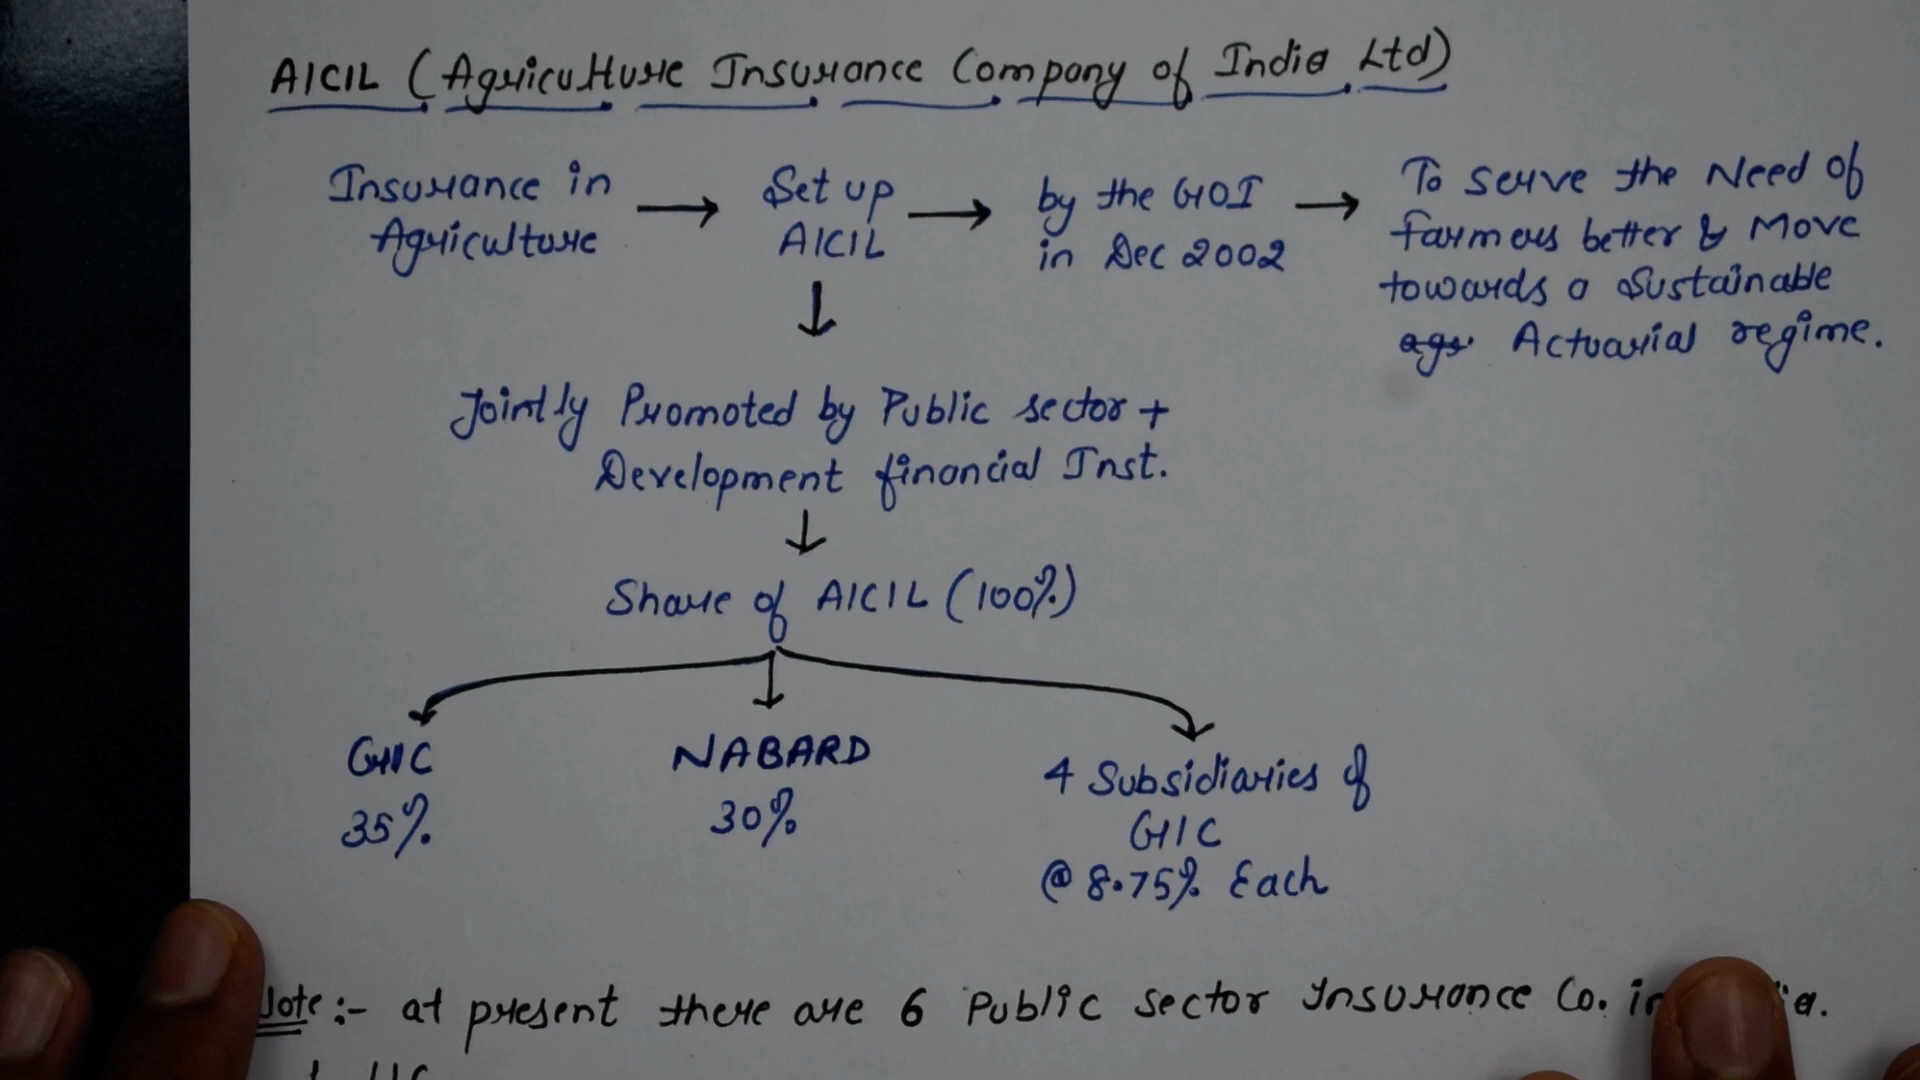 AICIL (Agriculture Insurance Company of India Ltd)
Insurance in
Agriculture
Set up
AICIL
by the GOI
in Dec 2002
To serve the Need of
farmers better & Move
towards a Sustainable
Actuarial regime.
Jointly Promoted by Public sector +
Development financial Inst.
Share of AICIL (100%)
GIC
35%
NABARD
30%
4 Subsidiaries of
GIC
@ 8.75% Each
Note :- at present there are 6 Public sector Insurance Co. in